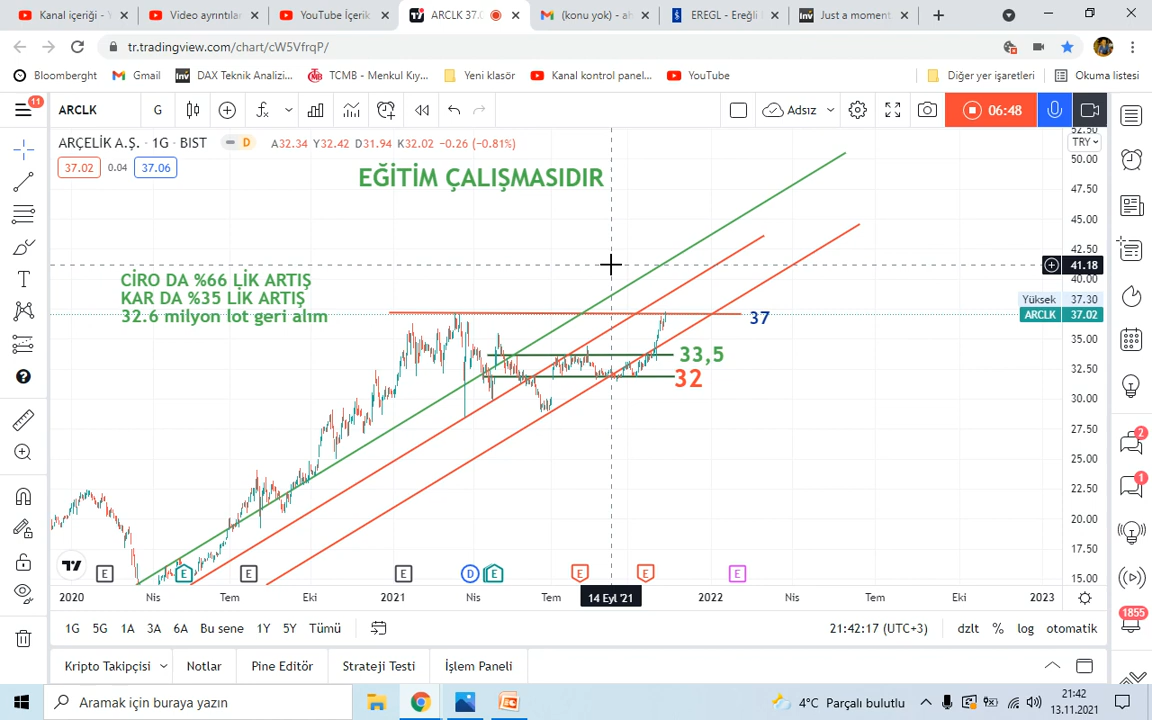 Kanal içeriği - Y
Video ayrıntılar
YouTube İçerik
ARCLK 37.0
(konu yok) - ah
EREGL - Ereğli
Just a moment
tr.tradingview.com/chart/cW5VfrqP/
Bloomberght
Gmail
DAX Teknik Analizi...
TCMB - Menkul Kıy...
Yeni klasör
Kanal kontrol panel...
YouTube
Diğer yer işaretleri
Okuma listesi
11
ARCLK
G
Adsız
06:48
ARÇELİK A.Ş. · 1G · BIST
D
A32.34 Y32.42 D31.94 K32.02 −0.26 (−0.81%)
37.02
0.04
37.06
EĞİTİM ÇALIŞMASIDIR
CİRO DA %66 LİK ARTIŞ
KAR DA %35 LİK ARTIŞ
32.6 milyon lot geri alım
37
33,5
32
52.50
TRY
50.00
47.50
45.00
42.50
41.18
Yüksek 37.30
ARCLK 37.02
35.00
32.50
30.00
27.50
25.00
22.50
20.00
17.50
15.00
E
E
E
E
D
E
E
E
E
2020
Nis
Tem
Eki
2021
Nis
Tem
14 Eyl '21
2022
Nis
Tem
Eki
2023
1G
5G
1A
3A
6A
Bu sene
1Y
5Y
Tümü
21:42:17 (UTC+3)
dzlt
%
log
otomatik
Kripto Takipçisi
Notlar
Pine Editör
Strateji Testi
İşlem Paneli
2
1
1855
Aramak için buraya yazın
4°C Parçalı bulutlu
21:42
13.11.2021